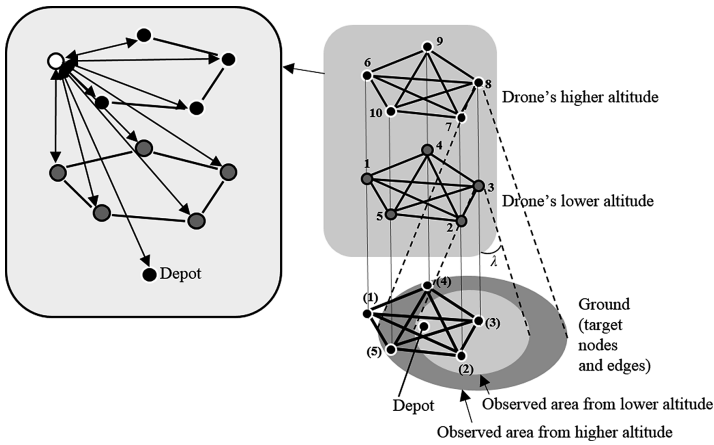 9
6
8
Drone's higher altitude
10
7
4
1
3
Drone's lower altitude
5
2
λ
Depot
(4)
(1)
(3)
(5)
(2)
Ground
(target
nodes
and edges)
Depot
Observed area from lower altitude
Observed area from higher altitude